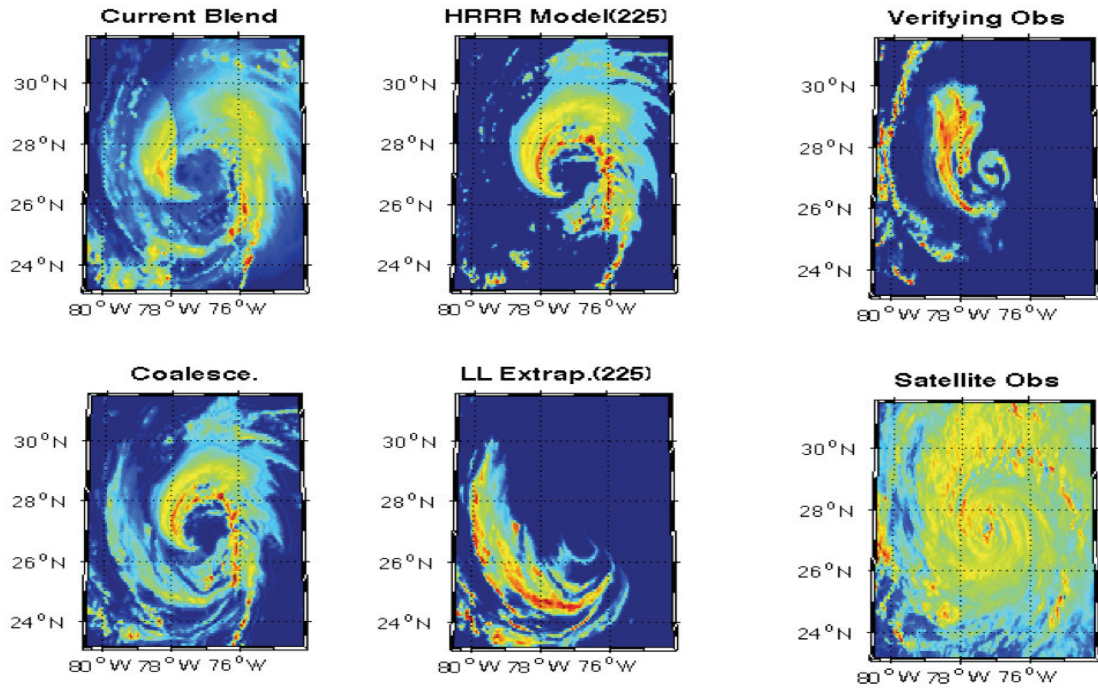 Current Blend
30°N
28°N
26°N
24°N
80°W 78°W 76°W
HRRR Model(225)
30°N
28°N
26°N
24°N
80°W 78°W 76°W
Verifying Obs
30°N
28°N
26°N
24°N
80°W 78°W 76°W
Coalesce.
30°N
28°N
26°N
24°N
80°W 78°W 76°W
LL Extrap.(225)
30°N
28°N
26°N
24°N
80°W 78°W 76°W
Satellite Obs
30°N
28°N
26°N
24°N
80°W 78°W 76°W